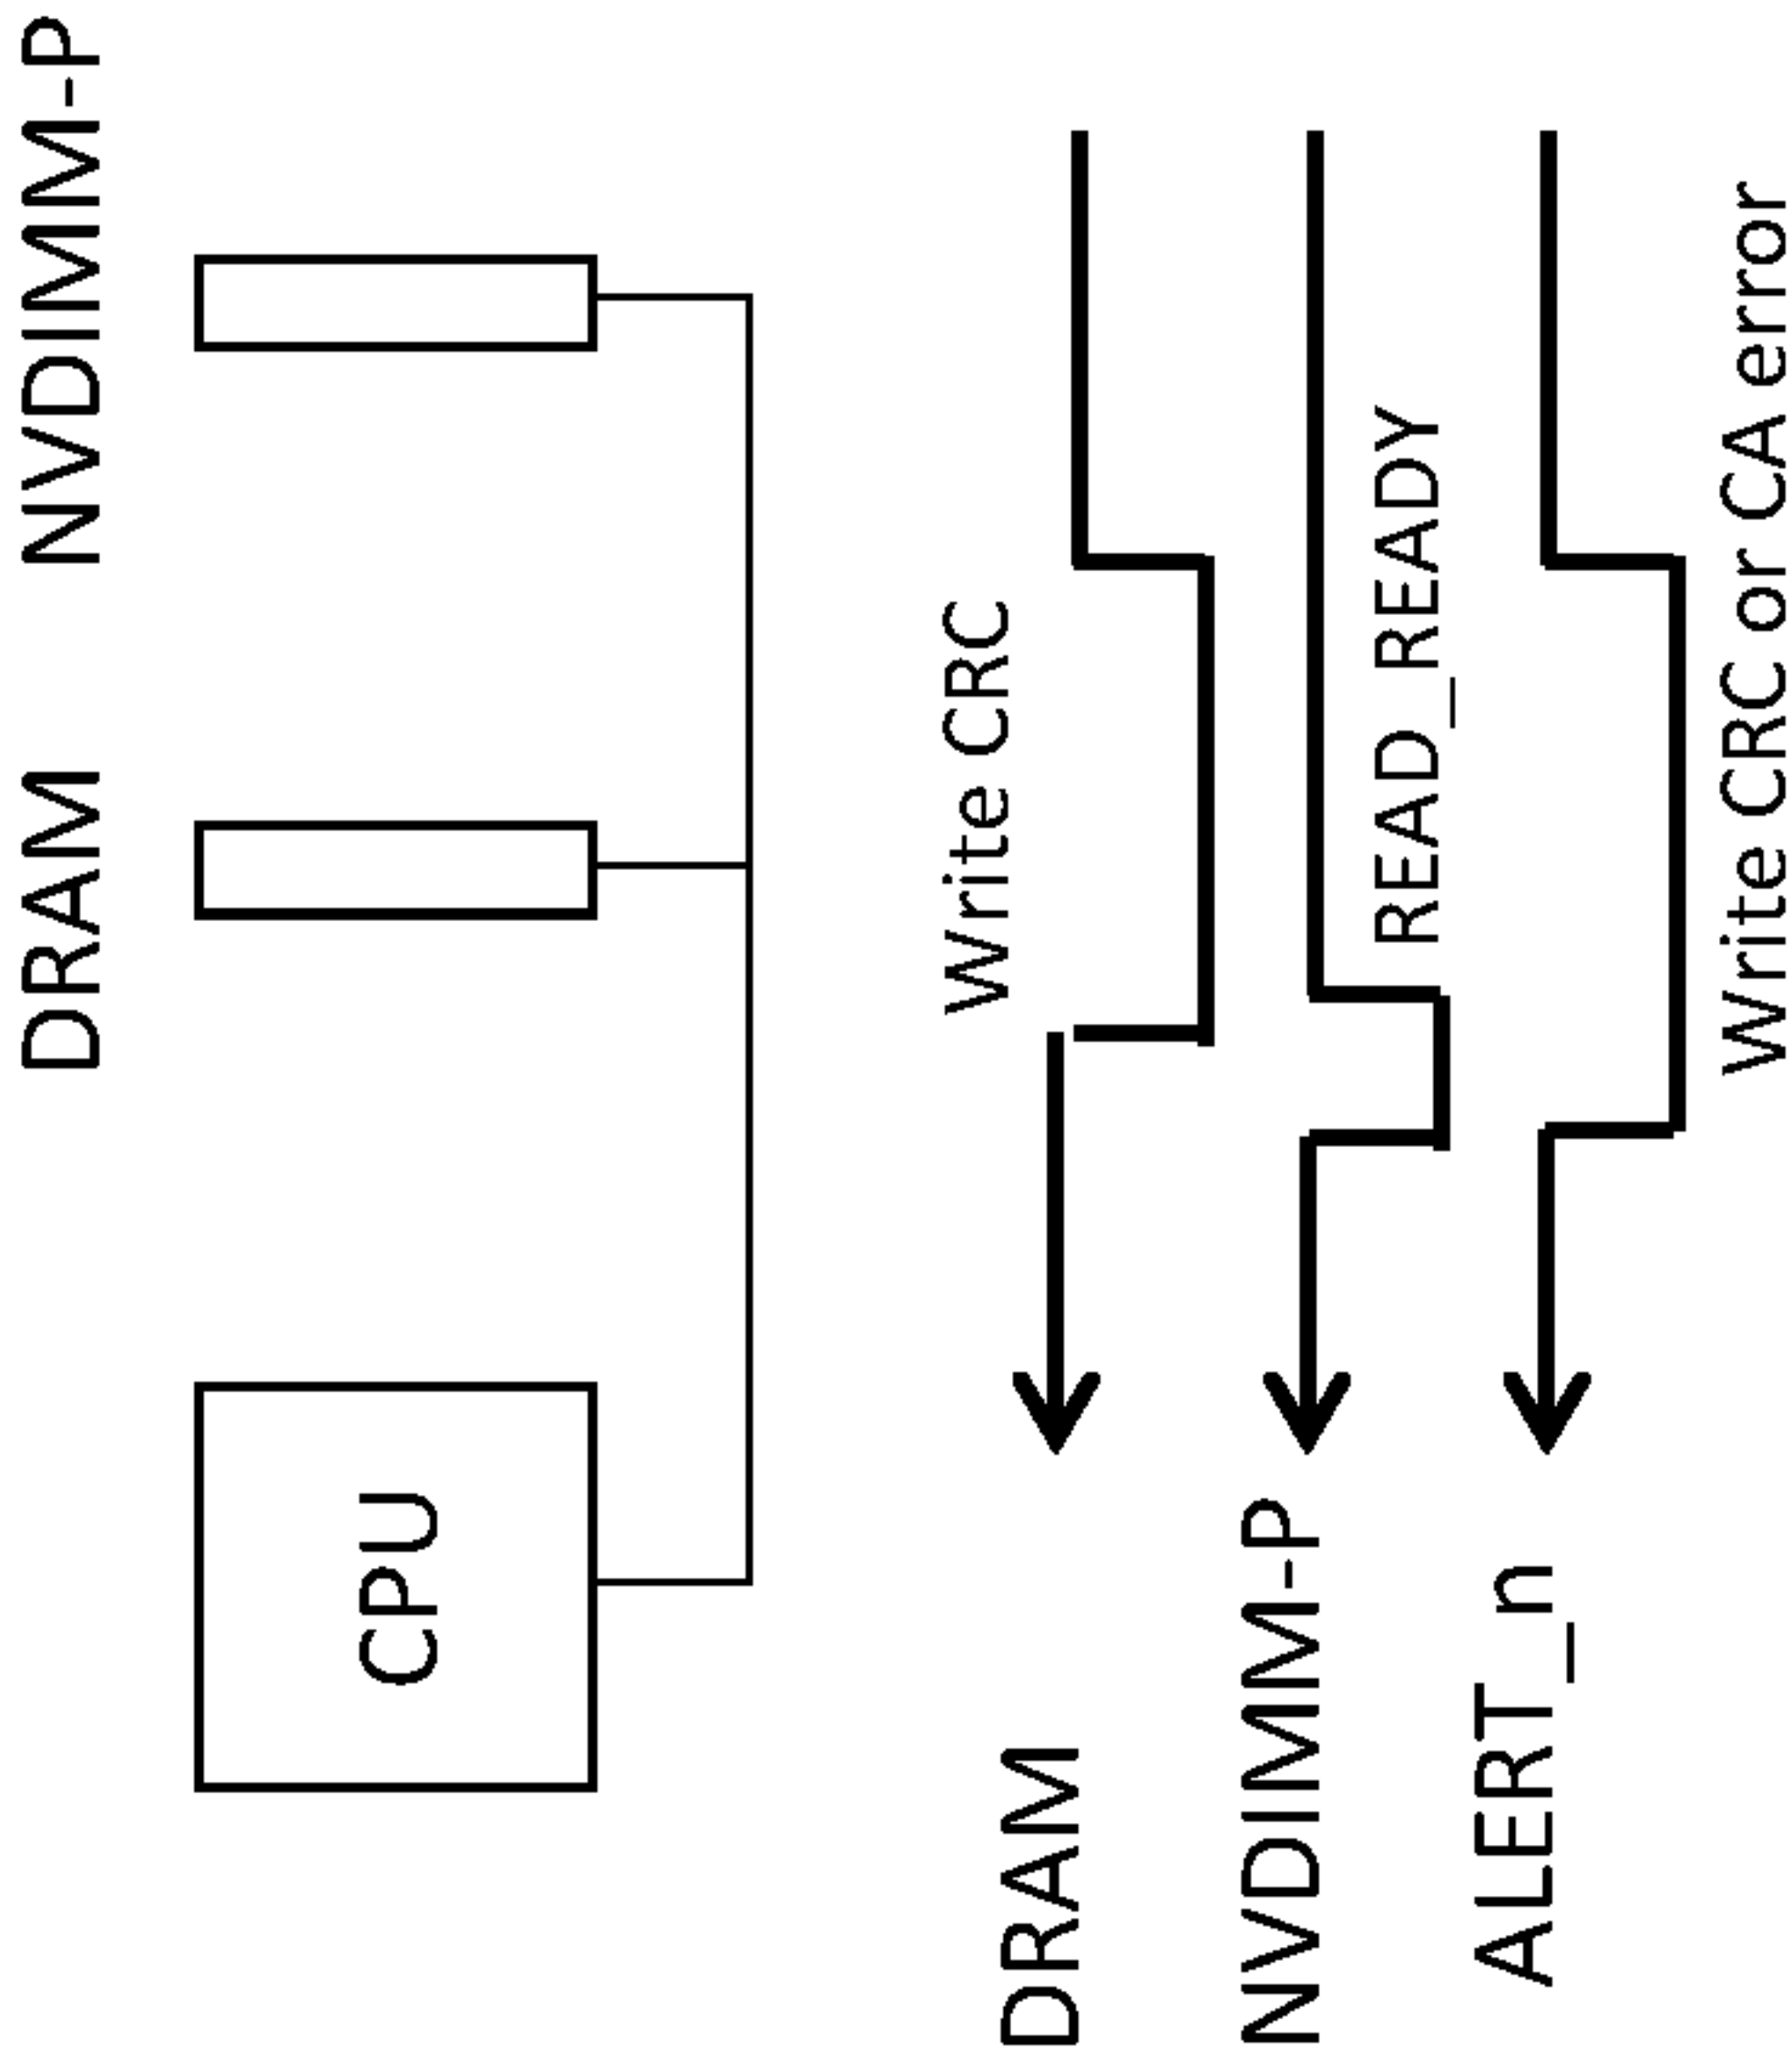 DRAM
NVDIMM-P
CPU
Write CRC
DRAM
NVDIMM-P
READ_READY
ALERT_n
Write CRC or CA error